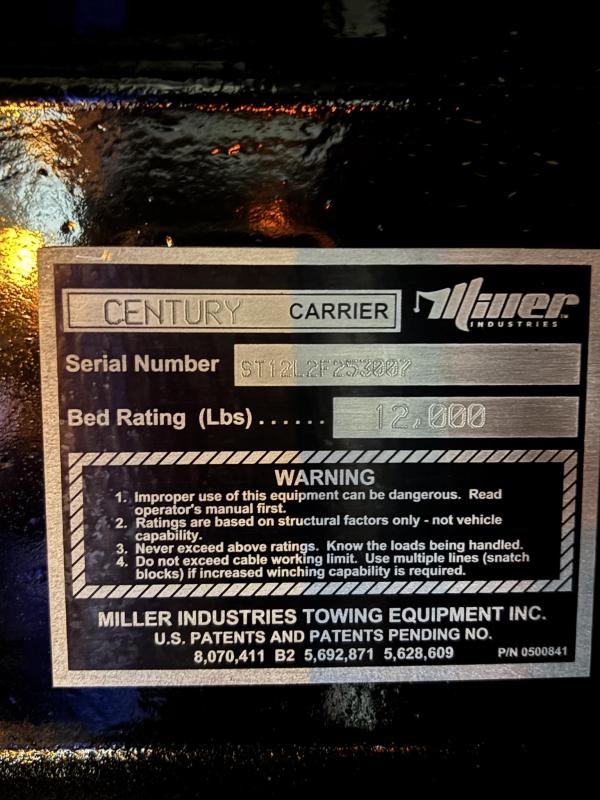 CENTURY CARRIER Miller INDUSTRIES™
Serial Number ST12L2F253007
Bed Rating (Lbs)...... 12,000
WARNING
1. Improper use of this equipment can be dangerous. Read
operator's manual first.
2. Ratings are based on structural factors only - not vehicle
capability.
3. Never exceed above ratings. Know the loads being handled.
4. Do not exceed cable working limit. Use multiple lines (snatch
blocks) if increased winching capability is required.
MILLER INDUSTRIES TOWING EQUIPMENT INC.
U.S. PATENTS AND PATENTS PENDING NO.
8,070,411 B2 5,692,871 5,628,609 P/N 0500841